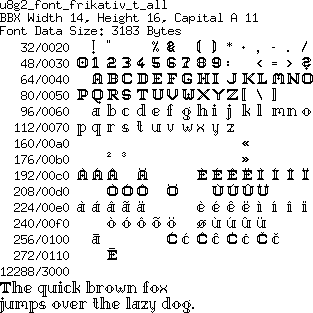 u8g2_font_frikativ_t_all
BBX Width 14, Height 16, Capital A 11
Font Data Size: 3183 Bytes
32/0020 ! " % & ( ) * + , - . /
48/0030 0 1 2 3 4 5 6 7 8 9 : < = > ?
64/0040 A B C D E F G H I J K L M N O
80/0050 P Q R S T U V W X Y Z [ \ ]
96/0060 a b c d e f g h i j k l m n o
112/0070 p q r s t u v w x y z
160/00a0 «
176/00b0 ² ³ »
192/00c0 À Á Â Ä È É Ê Ë Ì Í Î Ï
208/00d0 Ò Ó Ô Ö Ù Ú Û Ü
224/00e0 à á â ã ä è é ê ë ì í î ï
240/00f0 ò ó ô õ ö ø ù ú û ü
256/0100 ā Ć ć Ĉ ĉ Ċ ċ Č č
272/0110 Ē
12288/3000
The quick brown fox
jumps over the lazy dog.